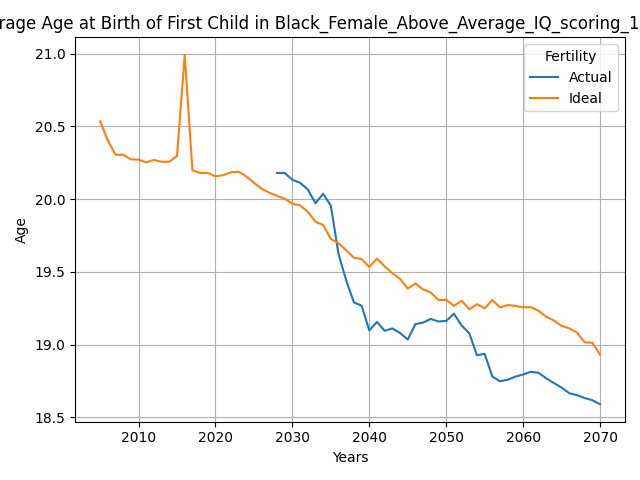 rage Age at Birth of First Child in Black_Female_Above_Average_IQ_scoring_1
Fertility
Actual
Ideal
21.0
20.5
20.0
19.5
19.0
18.5
Age
2010 2020 2030 2040 2050 2060 2070
Years